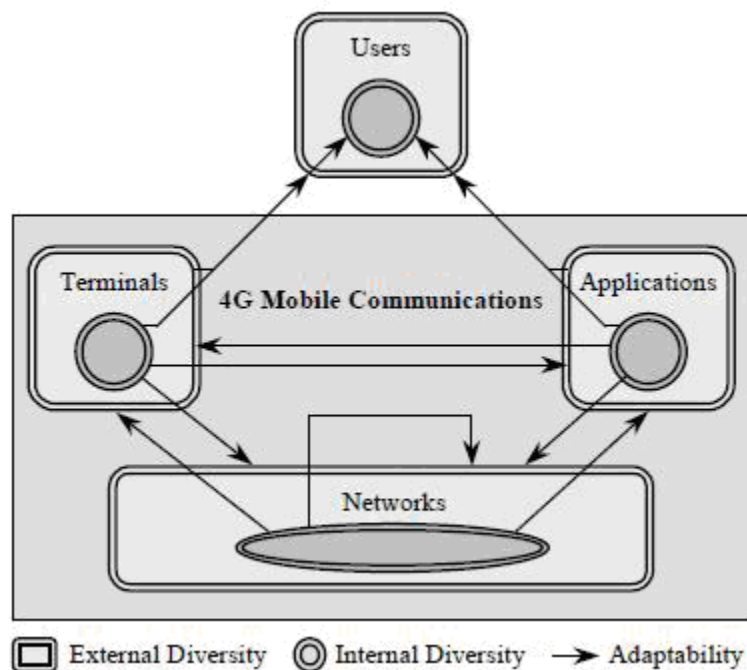 Users
Terminals
Applications
4G Mobile Communications
Networks
External Diversity Internal Diversity Adaptability